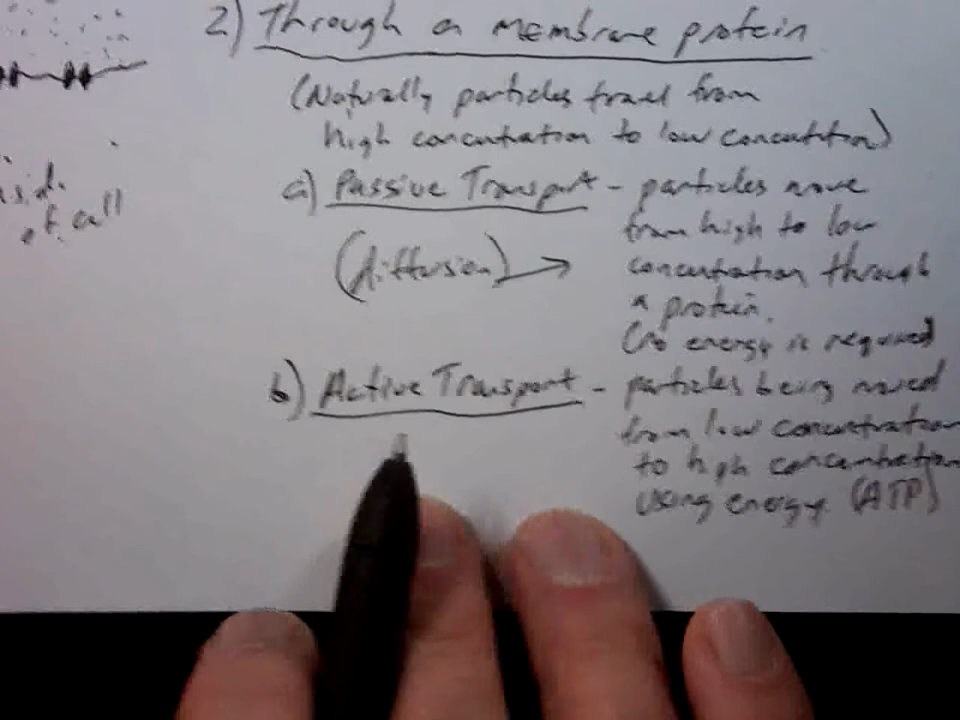 2) Through a membrane protein
(Naturally particles travel from
high concentration to low concentration)
a) Passive Transport - particles move
from high to low
(diffusion) → concentration through
a protein.
(no energy is required
b) Active Transport - particles being moved
from low concentration
to high concentration
using energy (ATP)
of cell